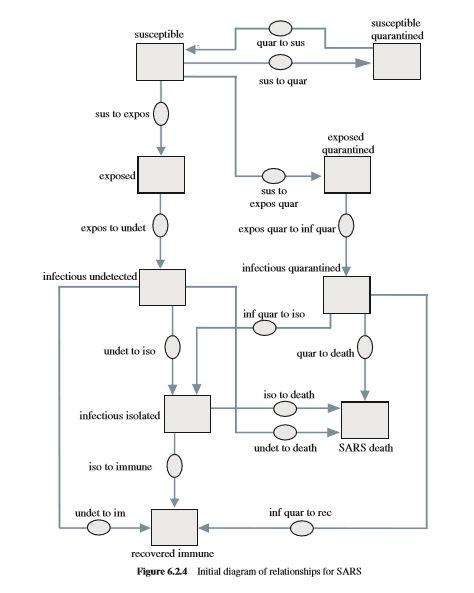 susceptible
susceptible
quarantined
quar to sus
sus to quar
sus to expos
exposed
quarantined
exposed
sus to
expos quar
expos to undet
expos quar to inf quar
infectious undetected
infectious quarantined
inf quar to iso
undet to iso
quar to death
iso to death
infectious isolated
undet to death
SARS death
iso to immune
undet to im
inf quar to rec
recovered immune
Figure 6.2.4 Initial diagram of relationships for SARS